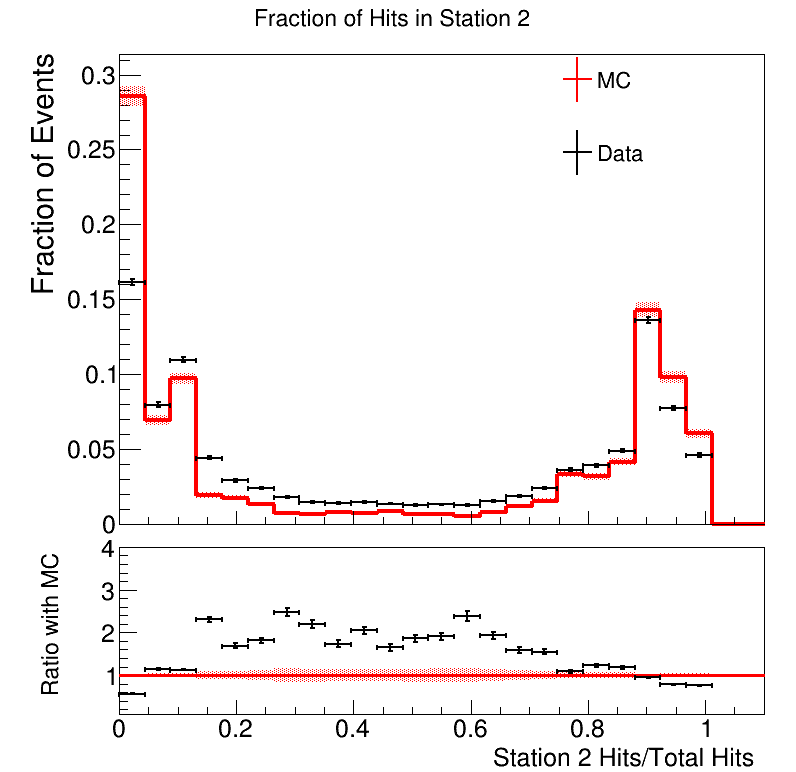 Fraction of Hits in Station 2
Fraction of Events
0.3
0.25
0.2
0.15
0.1
0.05
0
MC
Data
Ratio with MC
4
3
2
1
0
0.2
0.4
0.6
0.8
1
Station 2 Hits/Total Hits